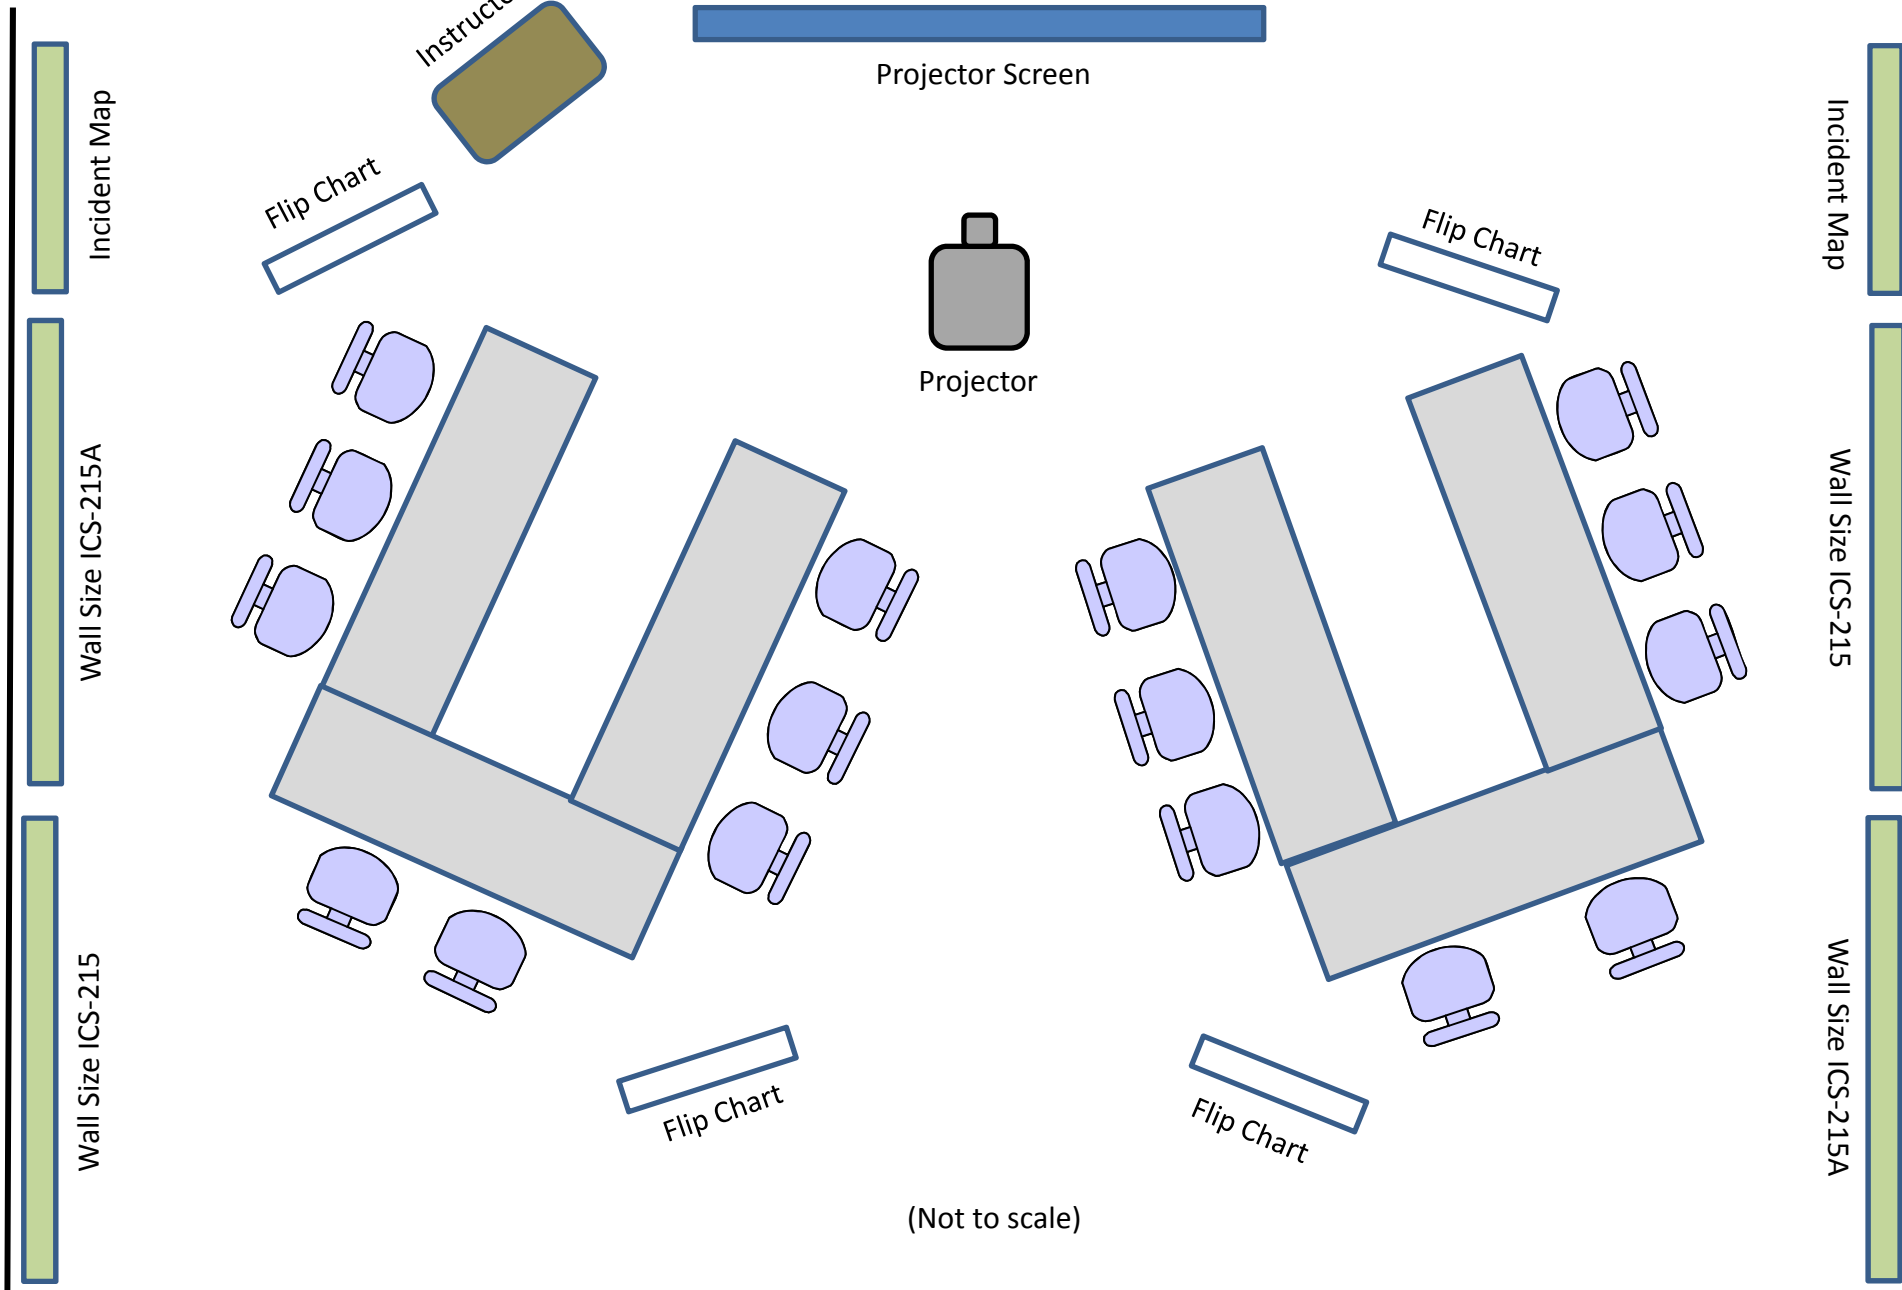 Instructo
Projector Screen
Incident Map
Flip Chart
Incident Map
Flip Chart
Projector
Wall Size ICS-215A
Wall Size ICS-215
Wall Size ICS-215
Wall Size ICS-215A
Flip Chart
Flip Chart
(Not to scale)